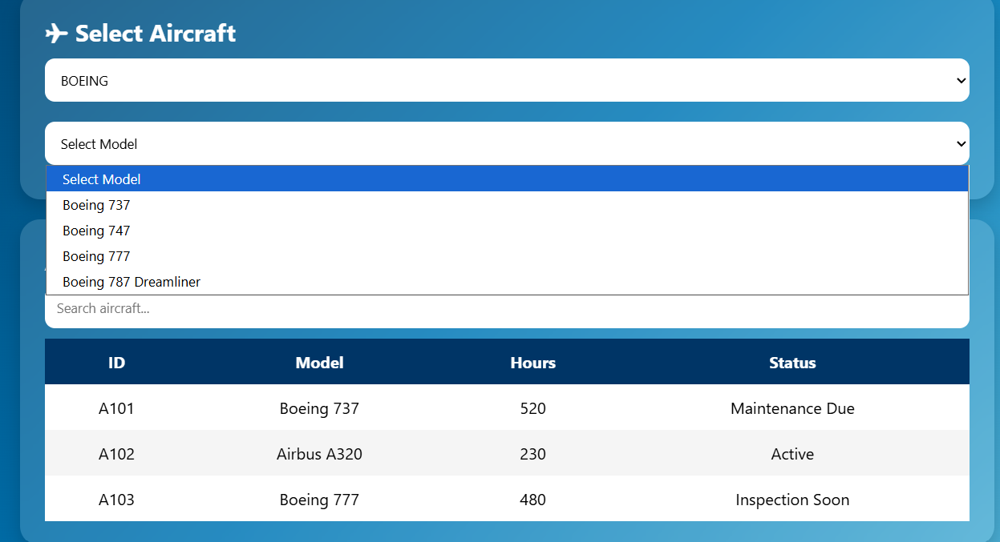 Select Aircraft
BOEING
Select Model
Select Model
Boeing 737
Boeing 747
Boeing 777
Boeing 787 Dreamliner
Search aircraft...
ID Model Hours Status
A101 Boeing 737 520 Maintenance Due
A102 Airbus A320 230 Active
A103 Boeing 777 480 Inspection Soon